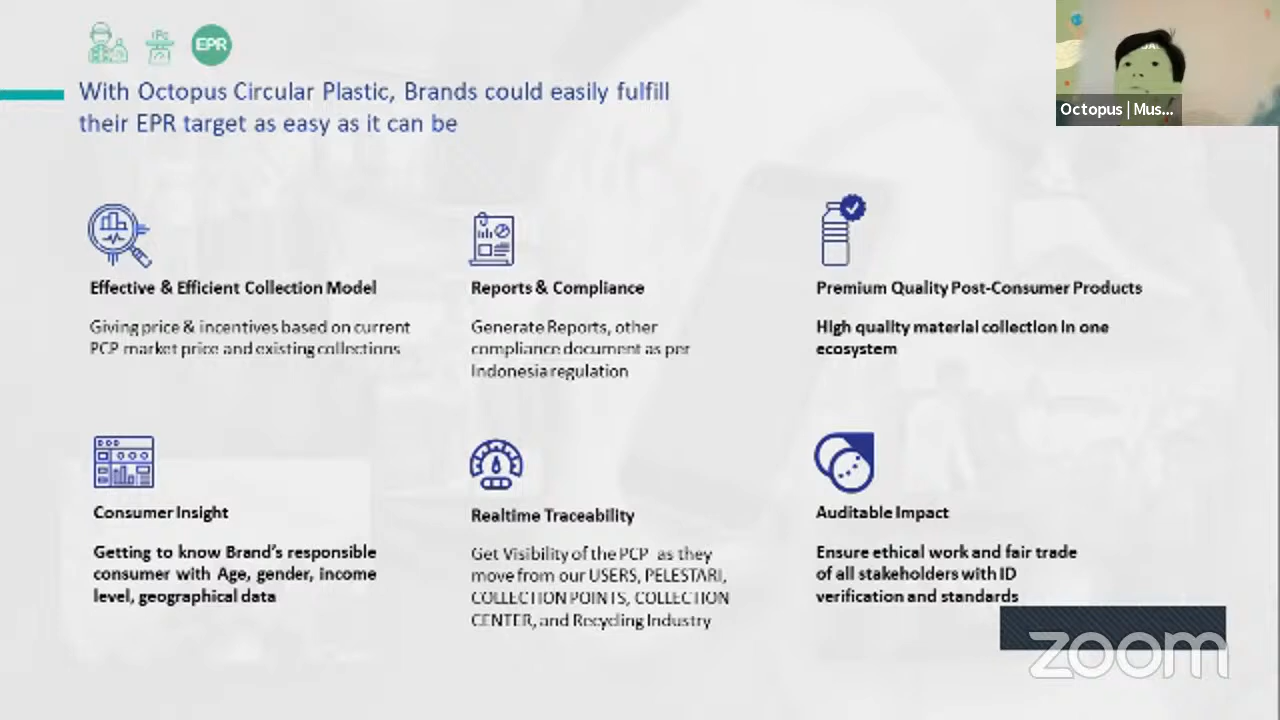 EPR
With Octopus Circular Plastic, Brands could easily fulfill
their EPR target as easy as it can be
Octopus | Mus...
Effective & Efficient Collection Model
Giving price & incentives based on current
PCP market price and existing collections
Reports & Compliance
Generate Reports, other
compliance document as per
Indonesia regulation
Premium Quality Post-Consumer Products
High quality material collection in one
ecosystem
Consumer Insight
Getting to know Brand's responsible
consumer with Age, gender, income
level, geographical data
Realtime Traceability
Get Visibility of the PCP as they
move from our USERS, PELESTARI,
COLLECTION POINTS, COLLECTION
CENTER, and Recycling Industry
Auditable Impact
Ensure ethical work and fair trade
of all stakeholders with ID
verification and standards
zoom